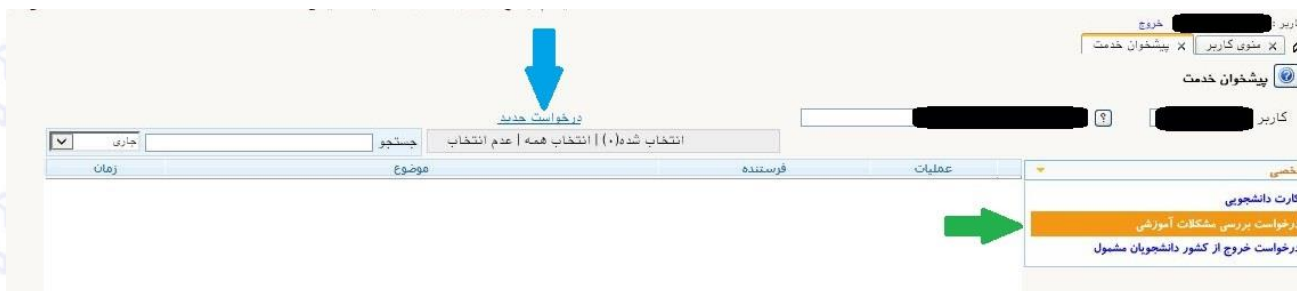 خروج
منوی کاربر
پیشخوان خدمت
پیشخوان خدمت
کاربر
درخواست جدید
انتخاب شده(۰) | انتخاب همه | عدم انتخاب
جستجو
جاری
عملیات
فرستنده
موضوع
زمان
کارت دانشجویی
درخواست بررسی مشکلات آموزشی
درخواست خروج از کشور دانشجویان مشمول